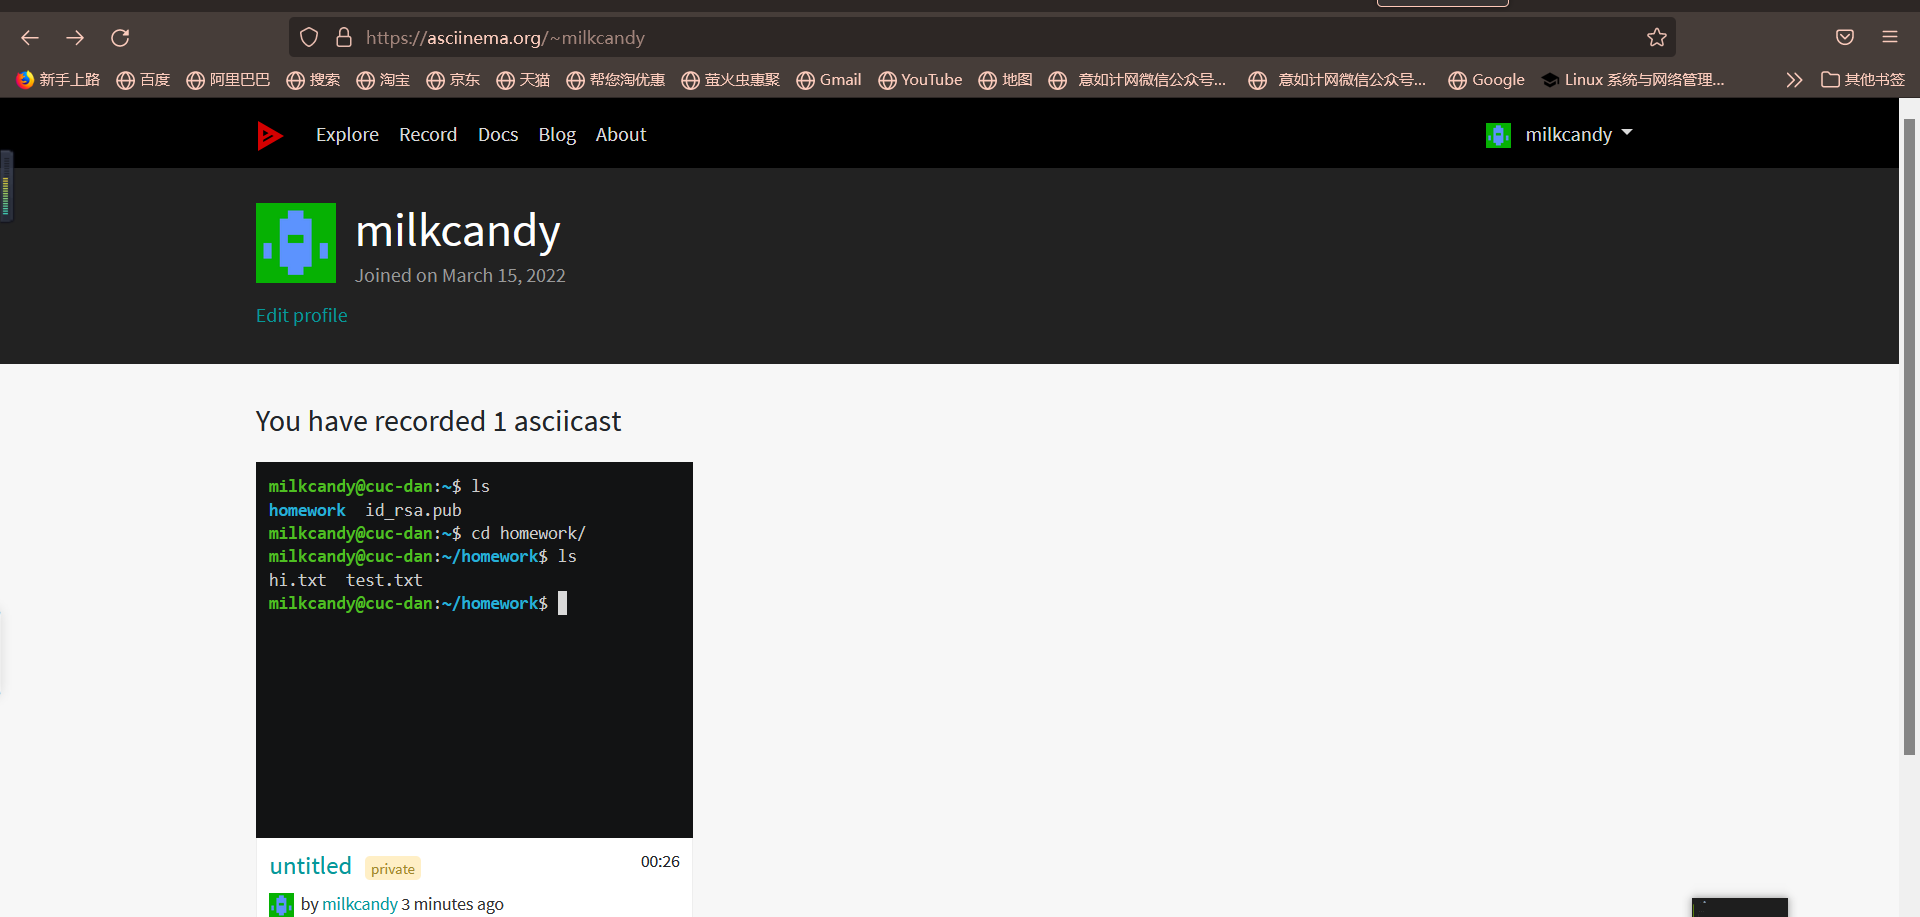 https://asciinema.org/~milkcandy
新手上路 百度 阿里巴巴 搜索 淘宝 京东 天猫 帮您淘优惠 萤火虫惠聚 Gmail YouTube 地图 意如计网微信公众号... 意如计网微信公众号... Google Linux 系统与网络管理... 其他书签
Explore Record Docs Blog About milkcandy
milkcandy
Joined on March 15, 2022
Edit profile
You have recorded 1 asciicast
milkcandy@cuc-dan:~$ ls
homework id_rsa.pub
milkcandy@cuc-dan:~$ cd homework/
milkcandy@cuc-dan:~/homework$ ls
hi.txt test.txt
milkcandy@cuc-dan:~/homework$
untitled private 00:26
by milkcandy 3 minutes ago